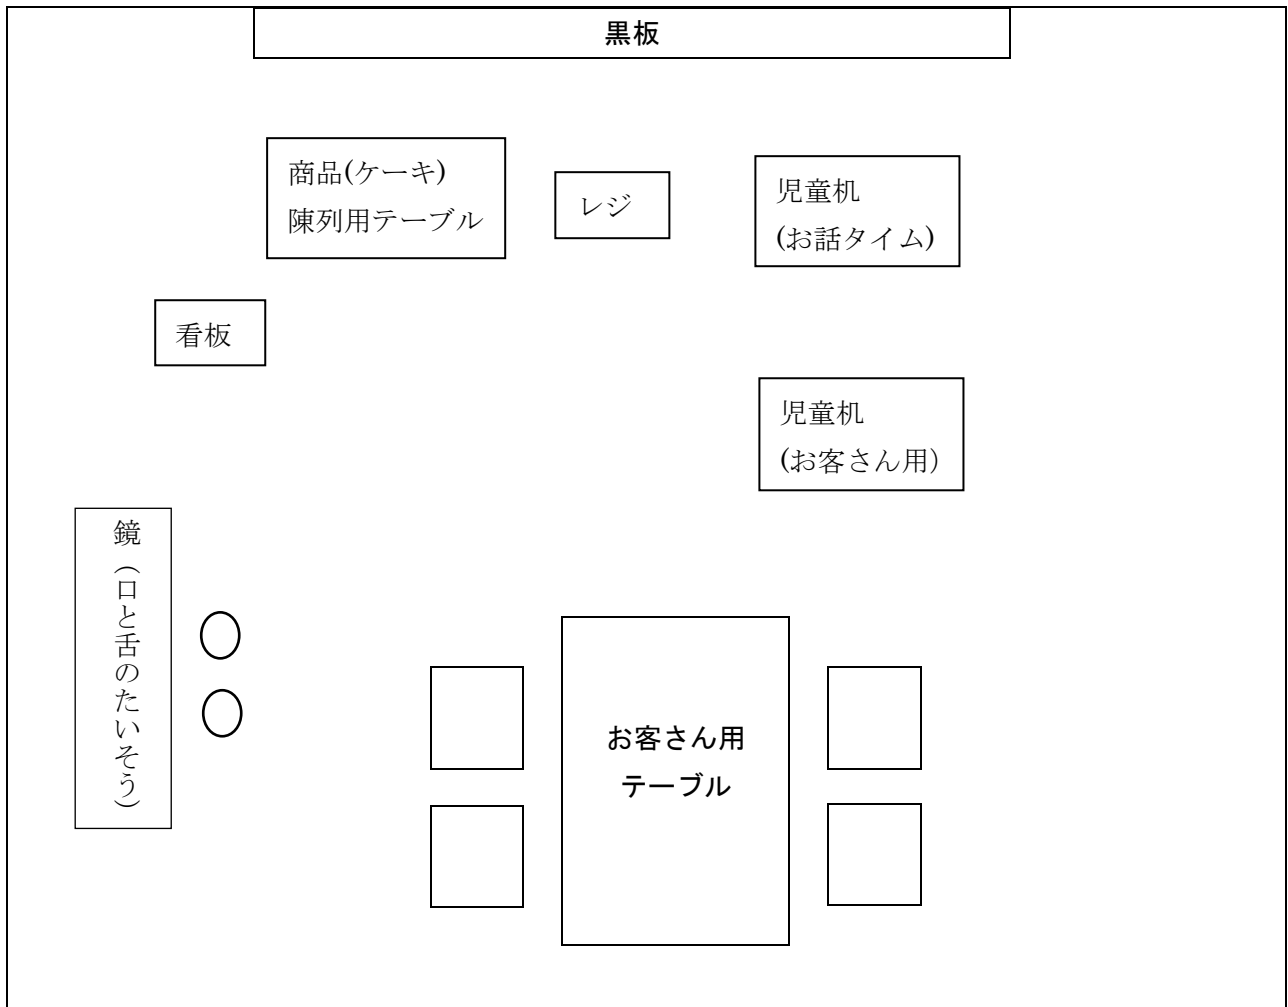 黒板
商品(ケーキ)
陳列用テーブル
レジ
児童机
(お話タイム)
看板
児童机
(お客さん用)
鏡(口と舌のたいそう)
お客さん用
テーブル